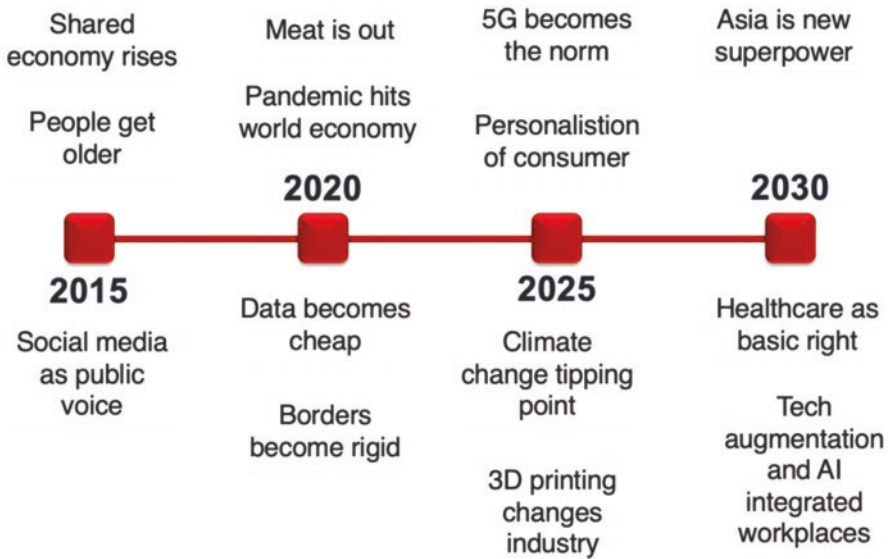 Shared
economy rises
People get
older
2015
Social media
as public
voice
Meat is out
Pandemic hits
world economy
2020
Data becomes
cheap
Borders
become rigid
5G becomes
the norm
Personalistion
of consumer
2025
Climate
change tipping
point
3D printing
changes
industry
Asia is new
superpower
2030
Healthcare as
basic right
Tech
augmentation
and AI
integrated
workplaces